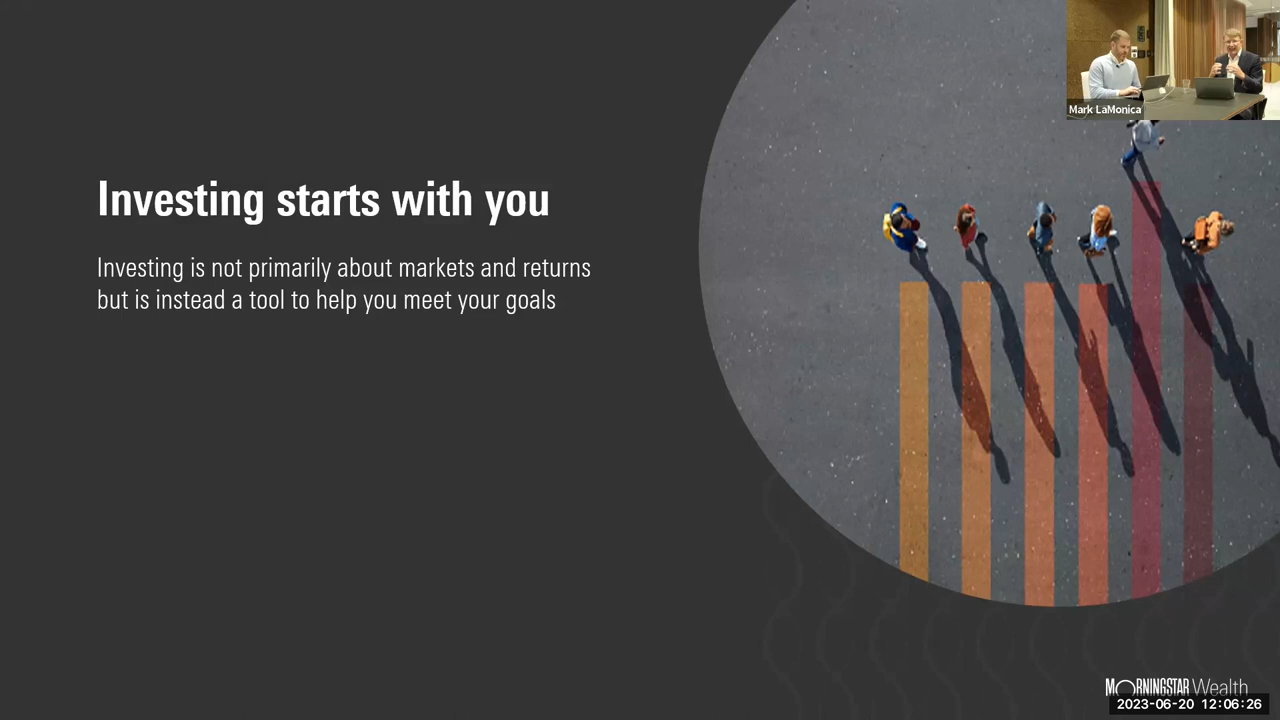 Mark LaMonica
Investing starts with you
Investing is not primarily about markets and returns
but is instead a tool to help you meet your goals
MORNINGSTAR Wealth
2023-06-20 12:06:26